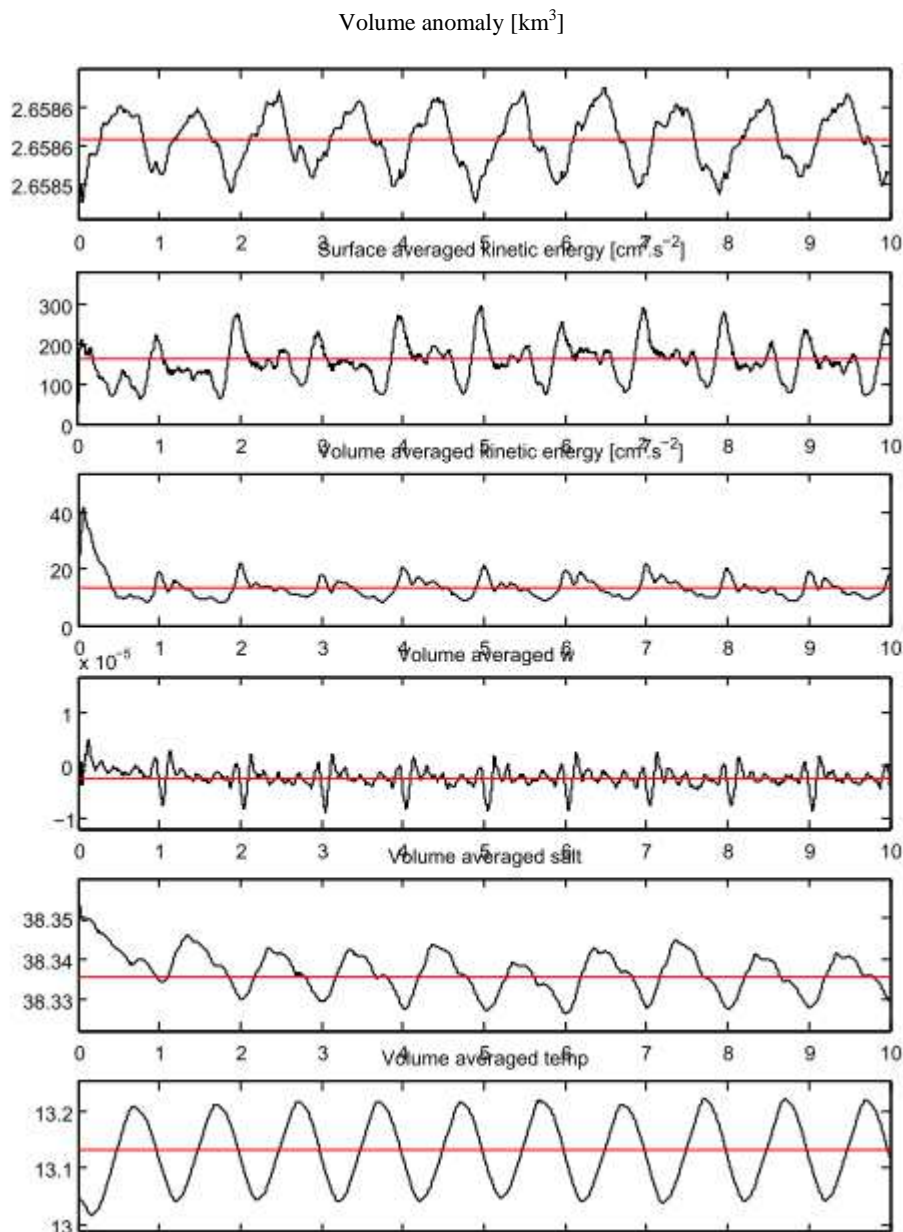 Volume anomaly [km³]
2.6586
2.6586
2.6585
0 1 2 3 4 5 6 7 8 9 10
Surface averaged kinetic energy [cm².s⁻²]
300
200
100
0
0 1 2 3 4 5 6 7 8 9 10
Volume averaged kinetic energy [cm².s⁻²]
40
20
0
0 1 2 3 4 5 6 7 8 9 10
x 10⁻⁵
Volume averaged w
1
0
−1
0 1 2 3 4 5 6 7 8 9 10
Volume averaged salt
38.35
38.34
38.33
0 1 2 3 4 5 6 7 8 9 10
Volume averaged temp
13.2
13.1
13